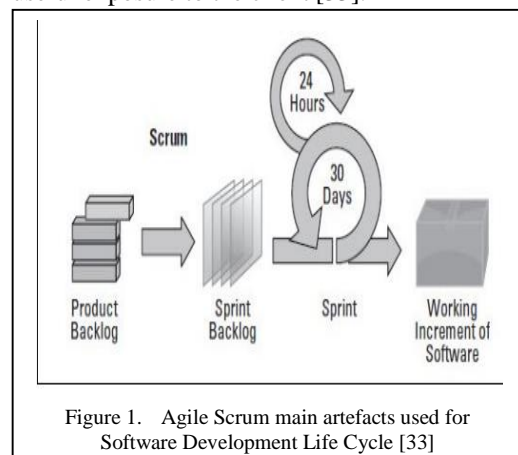 24
Hours
Scrum
30
Days
Product
Backlog
Sprint
Backlog
Sprint
Working
Increment of
Software
Figure 1. Agile Scrum main artefacts used for
Software Development Life Cycle [33]